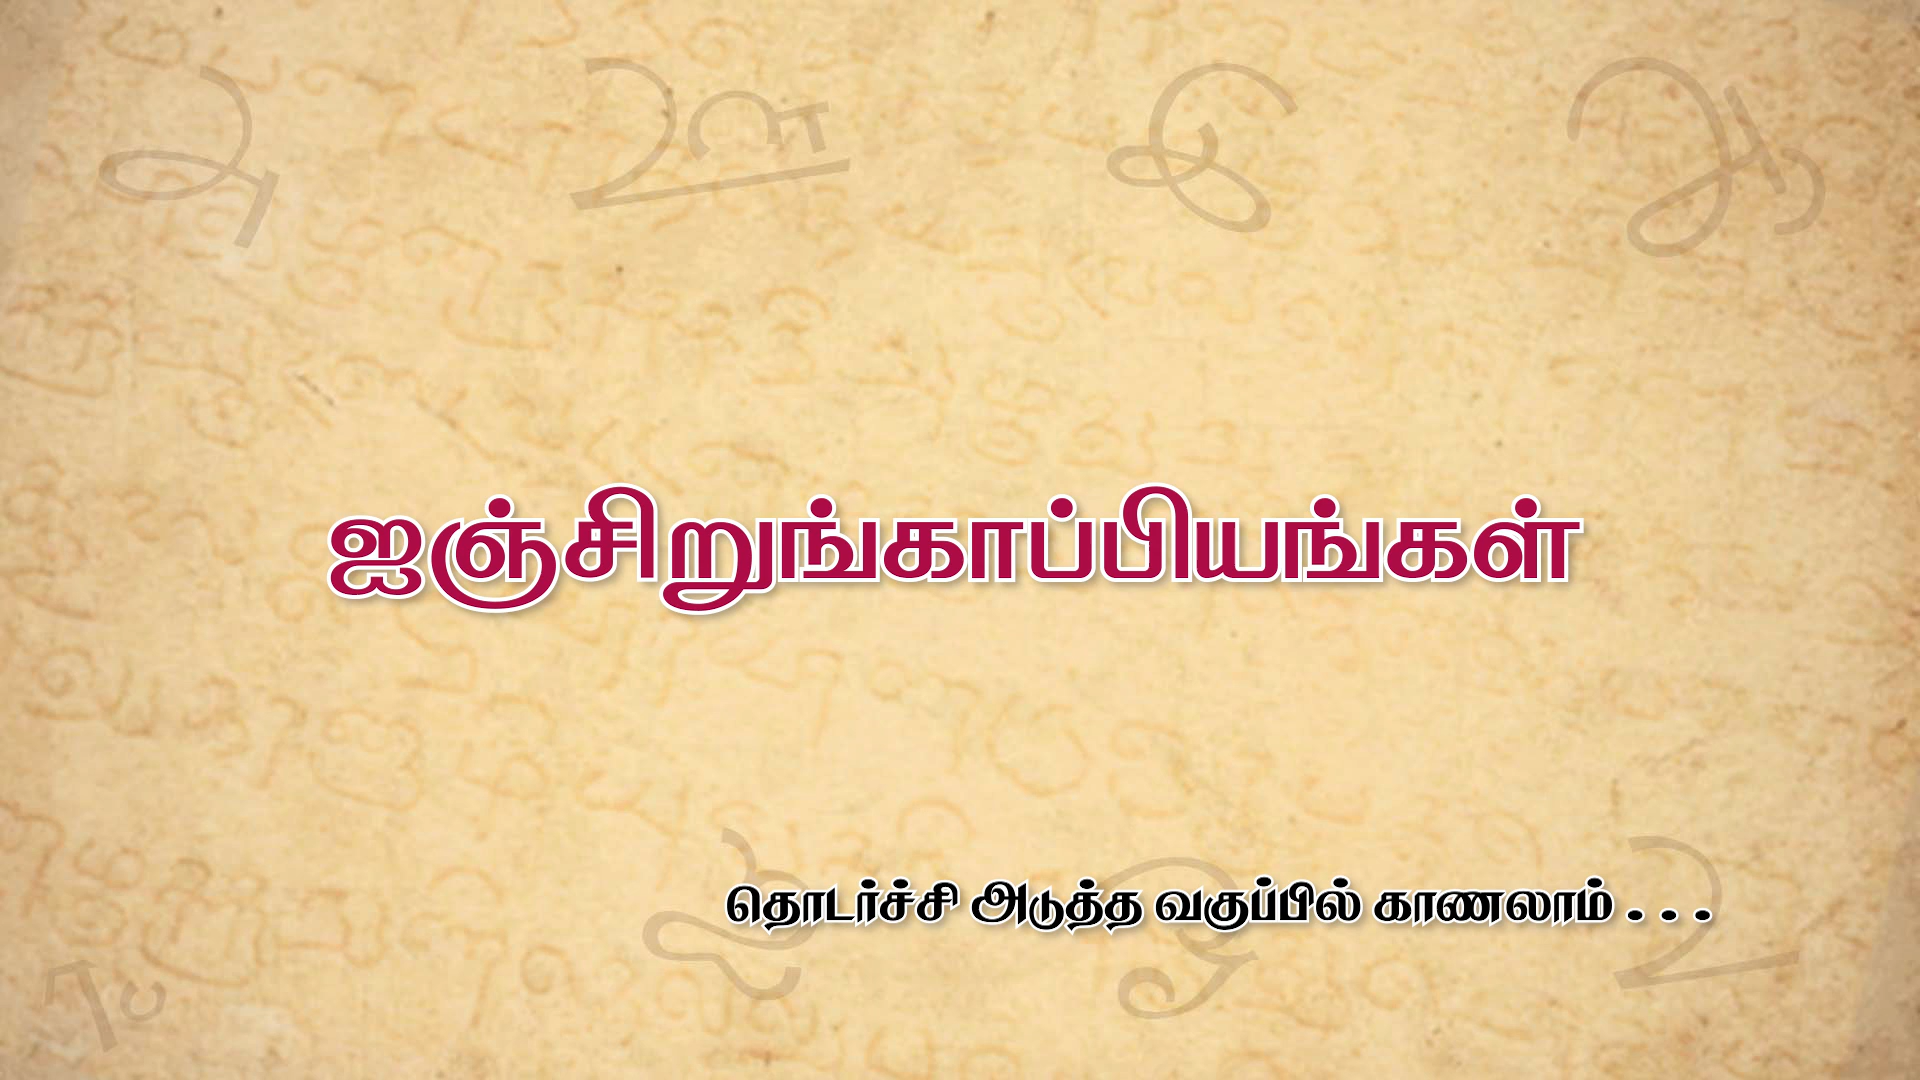 ஐஞ்சிறுங்காப்பியங்கள்
தொடர்ச்சி அடுத்த வகுப்பில் காணலாம் . . .